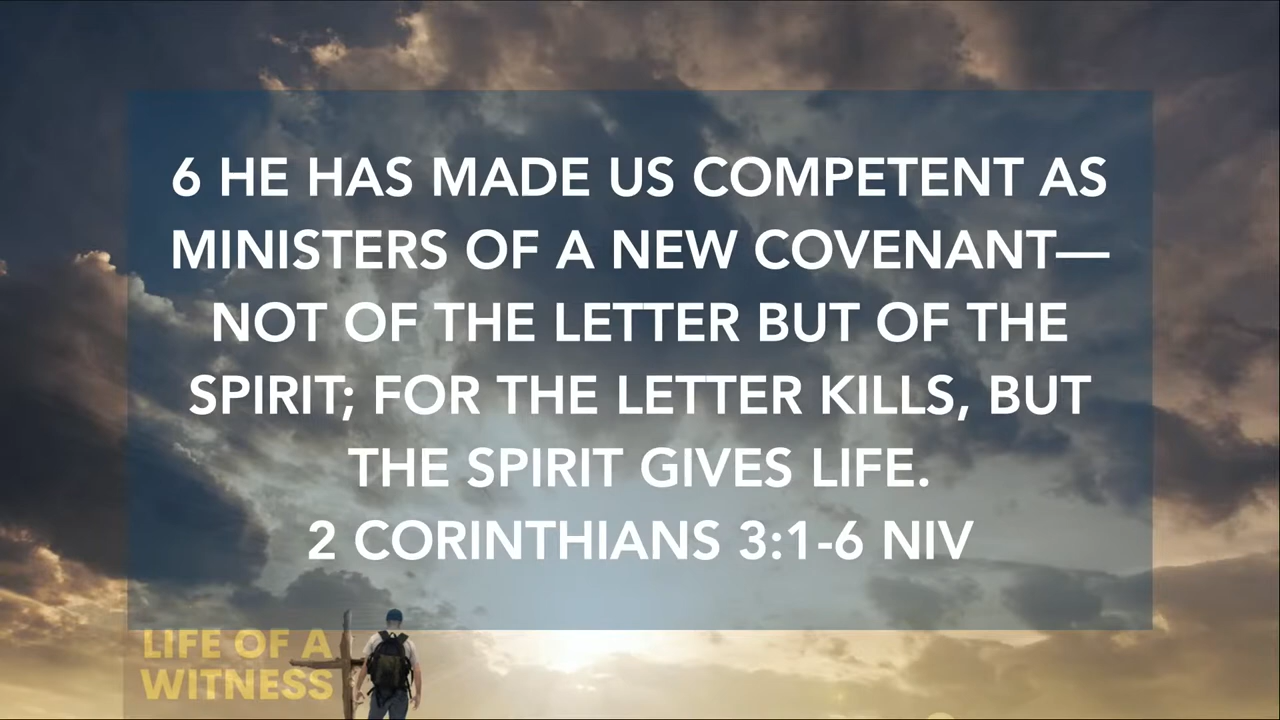 6 HE HAS MADE US COMPETENT AS
MINISTERS OF A NEW COVENANT—
NOT OF THE LETTER BUT OF THE
SPIRIT; FOR THE LETTER KILLS, BUT
THE SPIRIT GIVES LIFE.
2 CORINTHIANS 3:1-6 NIV
LIFE OF A
WITNESS